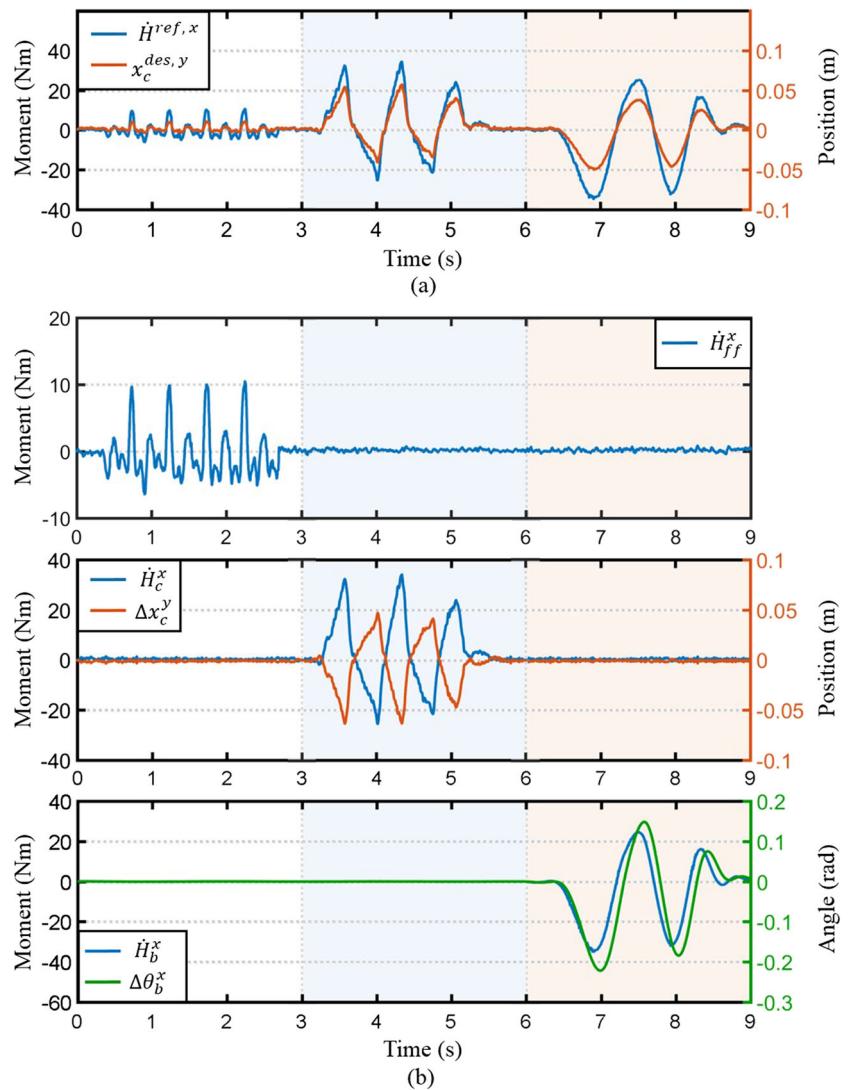 Ḣ^{ref,x}
x_c^{des,y}
Moment (Nm)
60
40
20
0
-20
-40
0.1
0.05
0
-0.05
-0.1
Position (m)
0 1 2 3 4 5 6 7 8 9
Time (s)
(a)
Ḣ_{ff}^x
Moment (Nm)
20
10
0
-10
0 1 2 3 4 5 6 7 8 9
Ḣ_c^x
Δx_c^y
Moment (Nm)
40
20
0
-20
-40
0.1
0.05
0
-0.05
-0.1
Position (m)
0 1 2 3 4 5 6 7 8 9
Moment (Nm)
40
20
0
-20
-40
-60
Ḣ_b^x
Δθ_b^x
0.2
0.1
0
-0.1
-0.2
-0.3
Angle (rad)
0 1 2 3 4 5 6 7 8 9
Time (s)
(b)